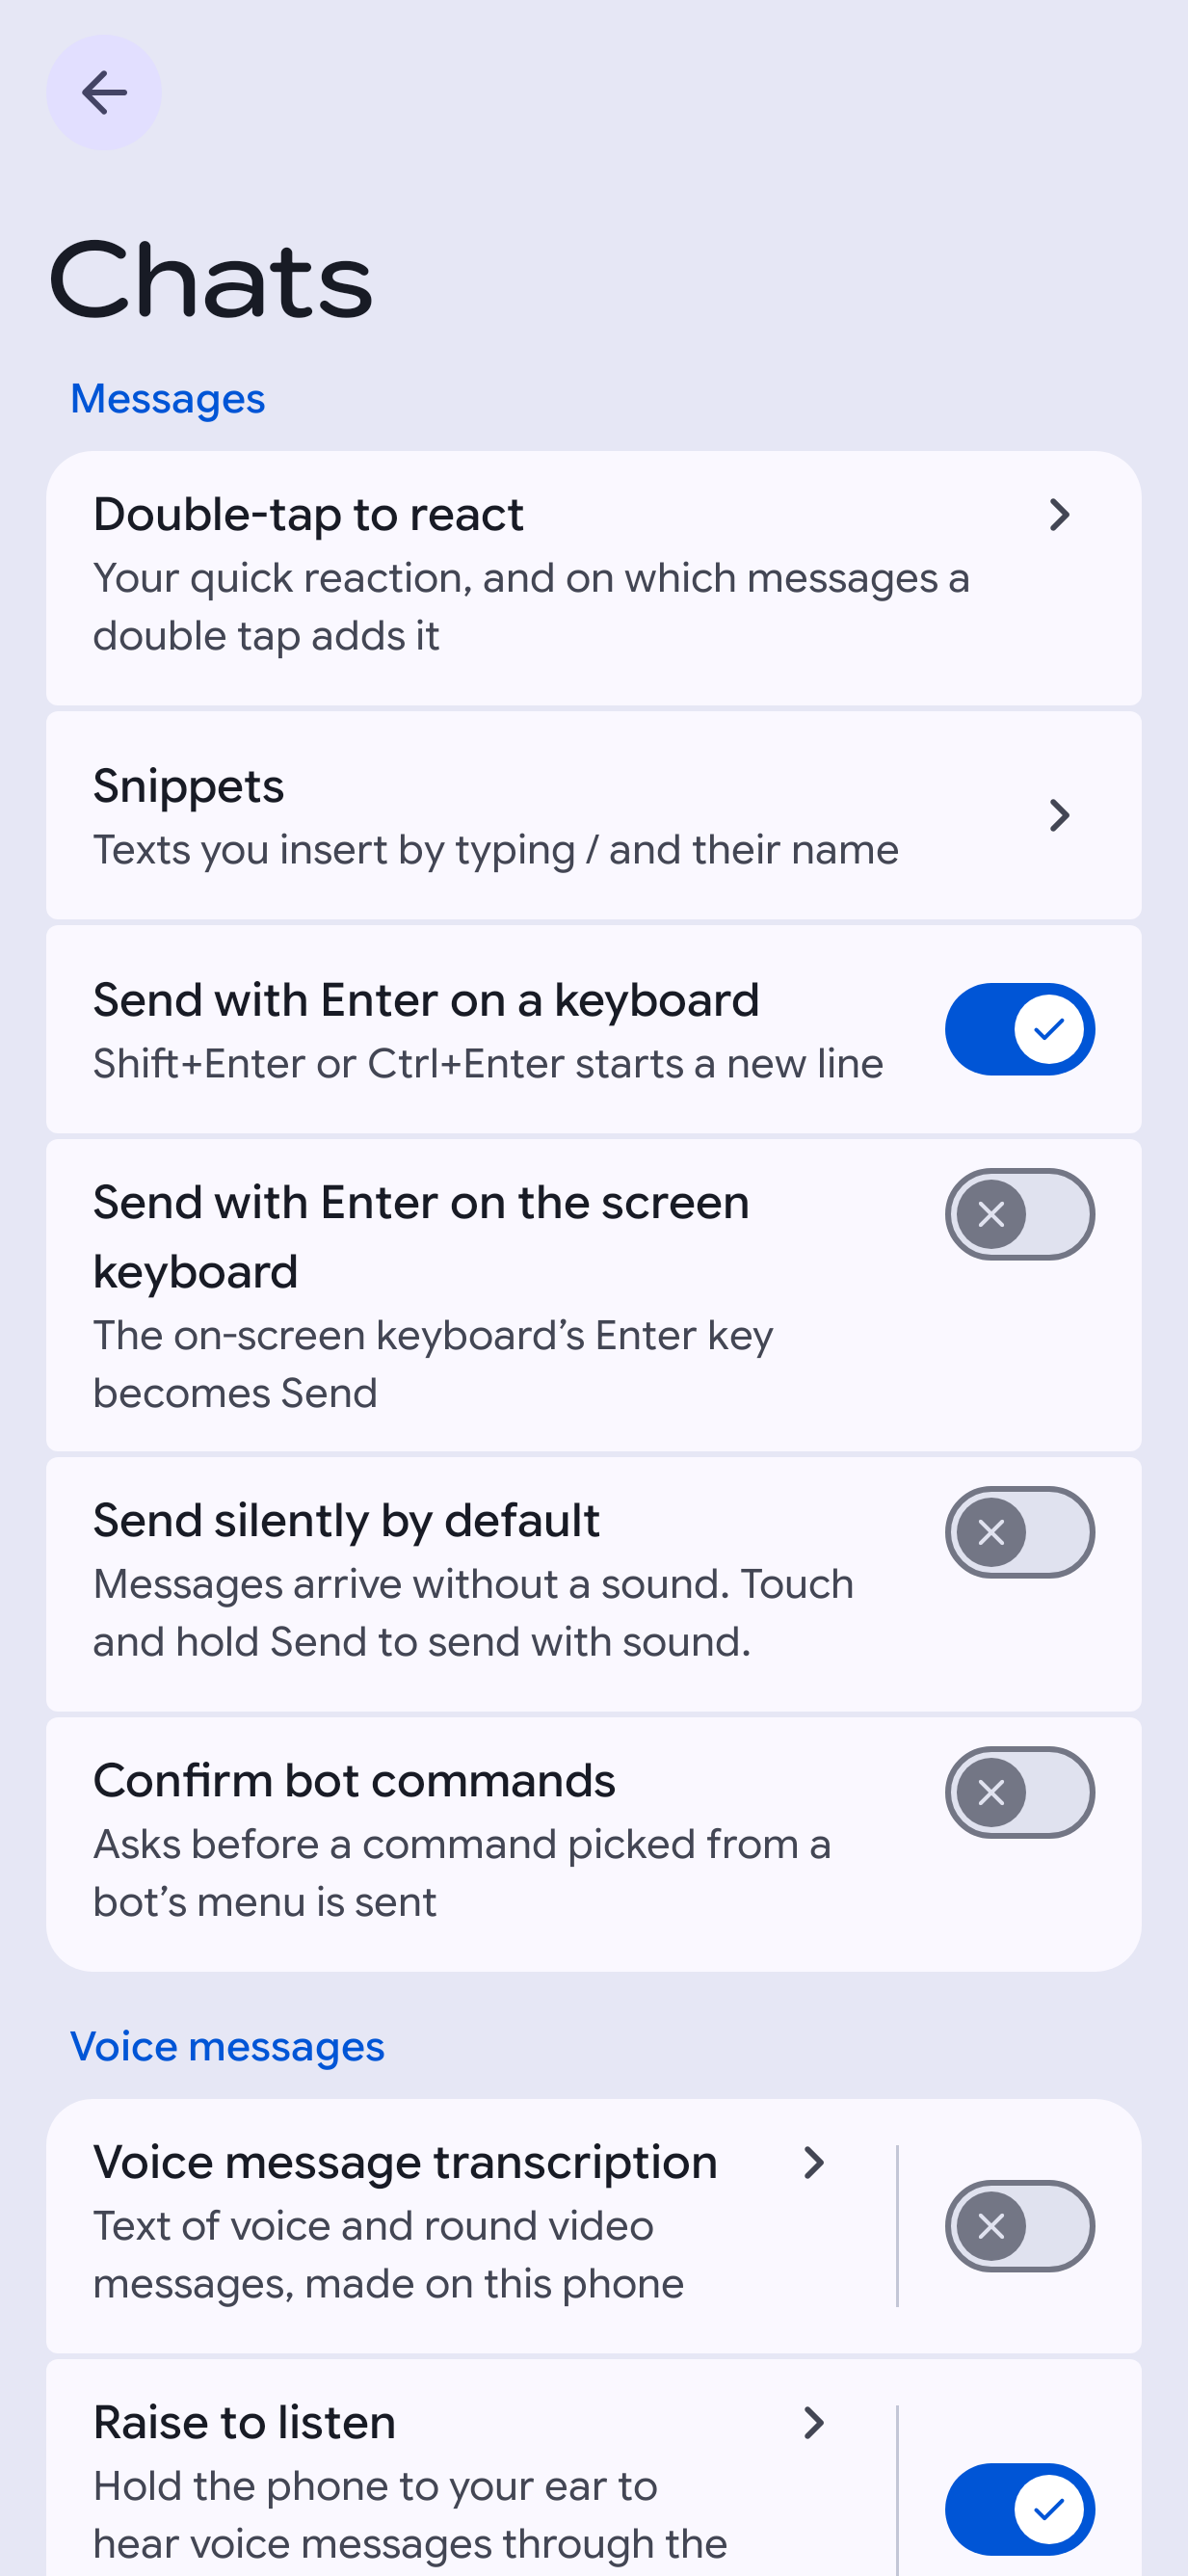 Chats
Messages
Double-tap to react
Your quick reaction, and on which messages a
double tap adds it
Snippets
Texts you insert by typing / and their name
Send with Enter on a keyboard
Shift+Enter or Ctrl+Enter starts a new line
Send with Enter on the screen
keyboard
The on-screen keyboard’s Enter key
becomes Send
Send silently by default
Messages arrive without a sound. Touch
and hold Send to send with sound.
Confirm bot commands
Asks before a command picked from a
bot’s menu is sent
Voice messages
Voice message transcription
Text of voice and round video
messages, made on this phone
Raise to listen
Hold the phone to your ear to
hear voice messages through the